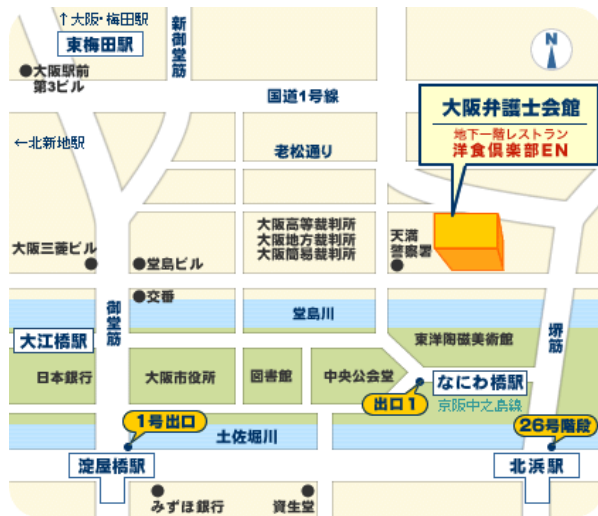 ↑大阪・梅田駅
東梅田駅
新御堂筋
N
●大阪駅前
第3ビル
国道1号線
大阪弁護士会館
地下一階レストラン
洋食倶楽部EN
←北新地駅
老松通り
大阪高等裁判所
大阪地方裁判所
大阪簡易裁判所
天満
警察署
大阪三菱ビル
●堂島ビル
●交番
御堂筋
堂島川
堺筋
大江橋駅
東洋陶磁美術館
日本銀行
大阪市役所
図書館
中央公会堂
なにわ橋駅
出口1
京阪中之島線
1号出口
土佐堀川
26号階段
淀屋橋駅
北浜駅
みずほ銀行
資生堂